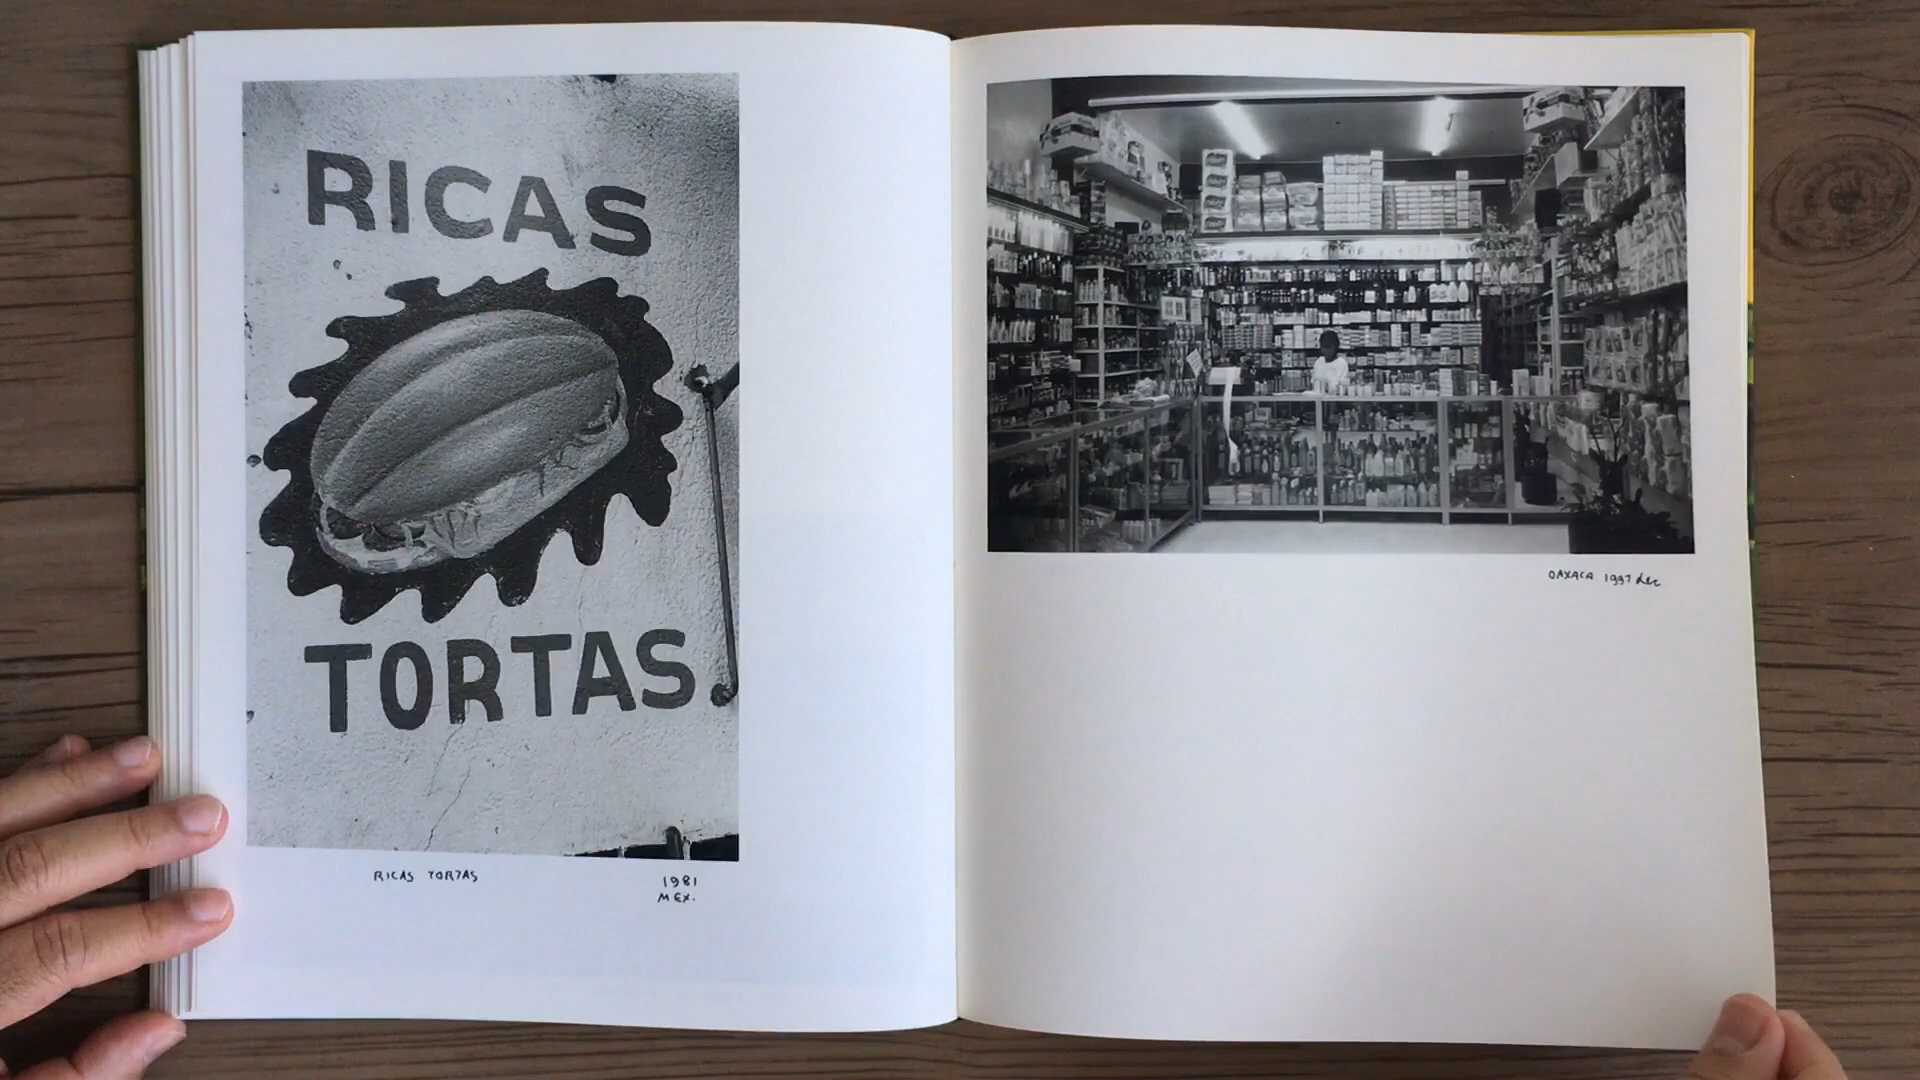 RICAS
TORTAS
RICAS TORTAS
1981
MEX.
OAXACA 1997